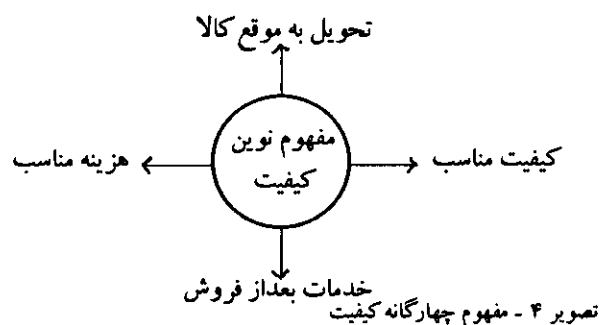 تحویل به موقع کالا
مفهوم نوین
کیفیت
کیفیت مناسب
هزینه مناسب
خدمات بعداز فروش
تصویر ۴ ـ مفهوم چهارگانه کیفیت